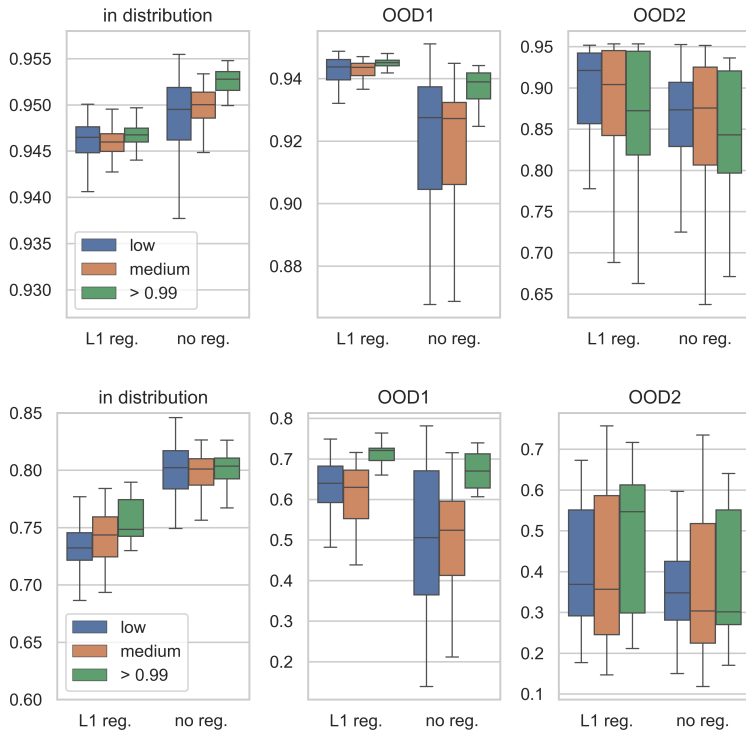 in distribution
OOD1
OOD2
0.955
0.950
0.945
0.940
0.935
0.930
low
medium
> 0.99
L1 reg.
no reg.
0.94
0.92
0.90
0.88
L1 reg.
no reg.
0.95
0.90
0.85
0.80
0.75
0.70
0.65
L1 reg.
no reg.
in distribution
OOD1
OOD2
0.85
0.80
0.75
0.70
0.65
0.60
low
medium
> 0.99
L1 reg.
no reg.
0.8
0.7
0.6
0.5
0.4
0.3
0.2
L1 reg.
no reg.
0.7
0.6
0.5
0.4
0.3
0.2
0.1
L1 reg.
no reg.